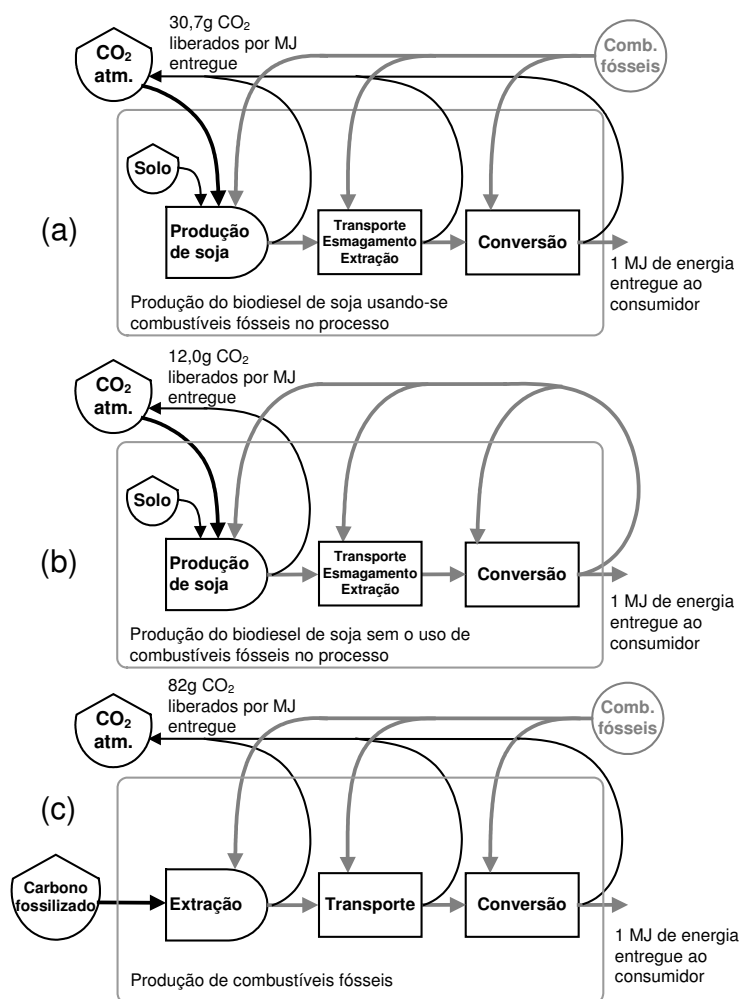 30,7g CO₂
liberados por MJ
entregue
CO₂
atm.
Comb.
fósseis
Solo
(a)
Produção
de soja
Transporte
Esmagamento
Extração
Conversão
1 MJ de energia
entregue ao
consumidor
Produção do biodiesel de soja usando-se
combustíveis fósseis no processo
12,0g CO₂
liberados por MJ
entregue
CO₂
atm.
Solo
(b)
Produção
de soja
Transporte
Esmagamento
Extração
Conversão
1 MJ de energia
entregue ao
consumidor
Produção do biodiesel de soja sem o uso de
combustíveis fósseis no processo
82g CO₂
liberados por MJ
entregue
CO₂
atm.
Comb.
fósseis
(c)
Carbono
fossilizado
Extração
Transporte
Conversão
1 MJ de energia
entregue ao
consumidor
Produção de combustíveis fósseis